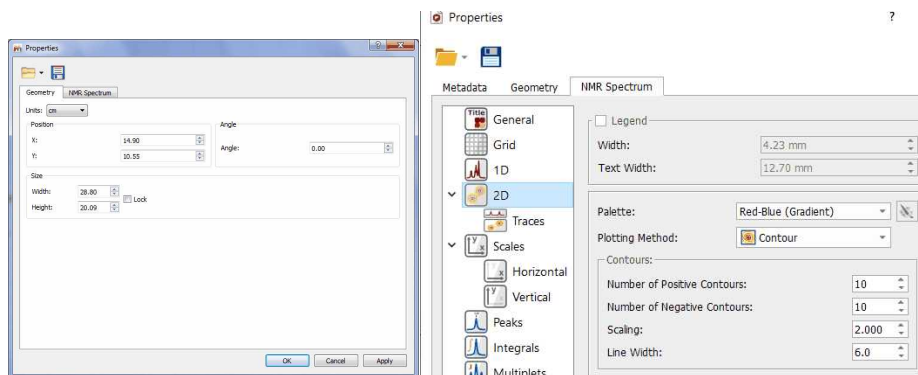 Properties
Geometry NMR Spectrum
Units: cm
Position
X: 14.90
Y: 10.55
Angle
Angle: 0.00
Size
Width: 28.80
Height: 20.09
Lock
OK Cancel Apply
Properties ?
Metadata Geometry NMR Spectrum
Title General
Grid
1D
2D
Traces
Y x Scales
x Horizontal
Y Vertical
Peaks
Integrals
Multiplets
Legend
Width: 4.23 mm
Text Width: 12.70 mm
Palette: Red-Blue (Gradient)
Plotting Method: Contour
Contours:
Number of Positive Contours: 10
Number of Negative Contours: 10
Scaling: 2.000
Line Width: 6.0